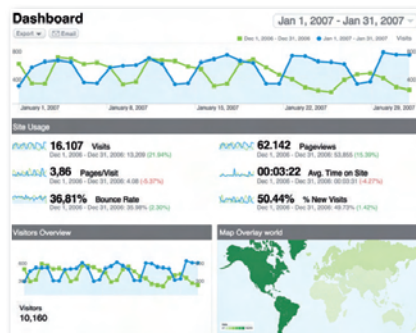 Dashboard
Jan 1, 2007 - Jan 31, 2007
Export
Email
Dec 1, 2006 - Dec 31, 2006
Jan 1, 2007 - Jan 31, 2007
Visits
800
800
400
400
January 1, 2007
January 8, 2007
January 15, 2007
January 22, 2007
January 29, 2007
Site Usage
16.107 Visits
Dec 1, 2006 - Dec 31, 2006: 13,209 (21.94%)
62.142 Pageviews
Dec 1, 2006 - Dec 31, 2006: 53,855 (15.39%)
3,86 Pages/Visit
Dec 1, 2006 - Dec 31, 2006: 4.08 (-5.37%)
00:03:22 Avg. Time on Site
Dec 1, 2006 - Dec 31, 2006: 00:03:31 (-4.27%)
36,81% Bounce Rate
Dec 1, 2006 - Dec 31, 2006: 35.98% (2.30%)
50.44% % New Visits
Dec 1, 2006 - Dec 31, 2006: 49.73% (1.42%)
Visitors Overview
Map Overlay world
Visitors
10,160